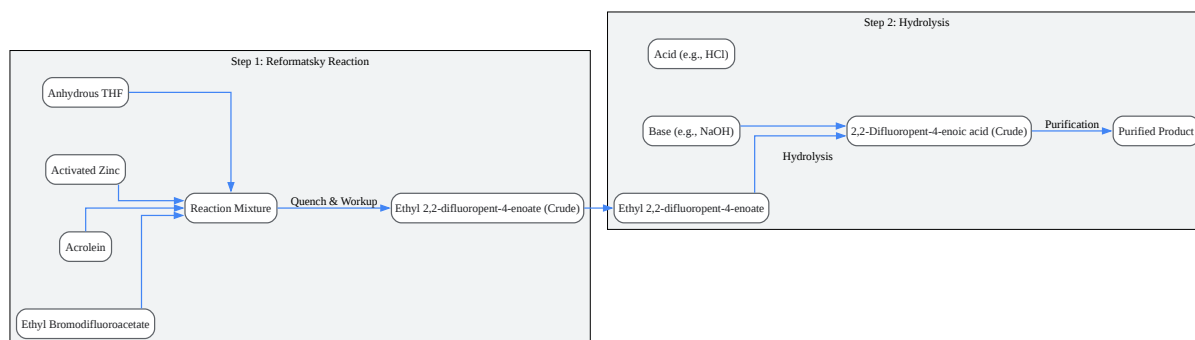 Step 1: Reformatsky Reaction
Anhydrous THF
Activated Zinc
Acrolein
Ethyl Bromodifluoroacetate
Reaction Mixture
Quench & Workup
Ethyl 2,2-difluoropent-4-enoate (Crude)
Step 2: Hydrolysis
Acid (e.g., HCl)
Base (e.g., NaOH)
Ethyl 2,2-difluoropent-4-enoate
Hydrolysis
2,2-Difluoropent-4-enoic acid (Crude)
Purification
Purified Product